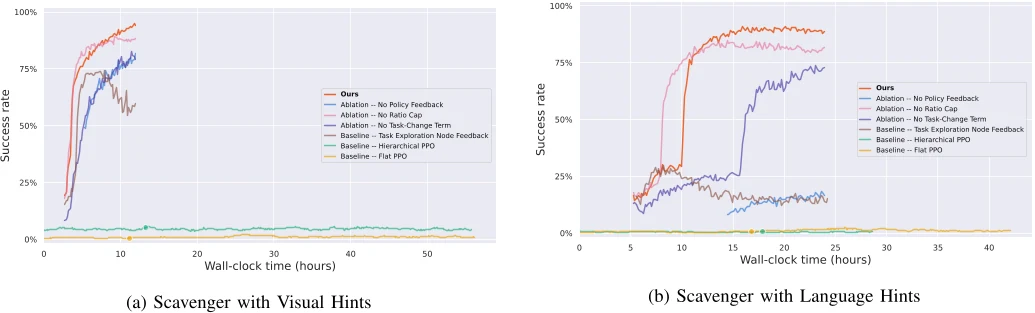 100%
75%
50%
25%
0%
Success rate
0 10 20 30 40 50
Wall-clock time (hours)
Ours
Ablation -- No Policy Feedback
Ablation -- No Ratio Cap
Ablation -- No Task-Change Term
Baseline -- Task Exploration Node Feedback
Baseline -- Hierarchical PPO
Baseline -- Flat PPO
(a) Scavenger with Visual Hints
100%
75%
50%
25%
0%
Success rate
0 5 10 15 20 25 30 35 40
Wall-clock time (hours)
Ours
Ablation -- No Policy Feedback
Ablation -- No Ratio Cap
Ablation -- No Task-Change Term
Baseline -- Task Exploration Node Feedback
Baseline -- Hierarchical PPO
Baseline -- Flat PPO
(b) Scavenger with Language Hints